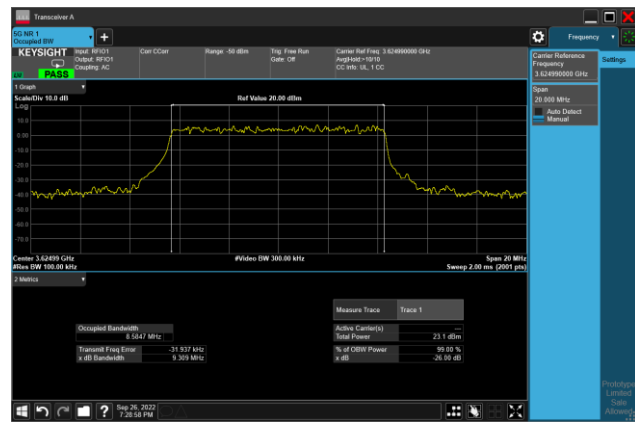 Transceiver A
5G NR 1
Occupied BW
Frequency
KEYSIGHT
Input: RFIO1
Output: RFIO1
Coupling: AC
Corr CCorr
Range: -50 dBm
Trig: Free Run
Gate: Off
Carrier Ref Freq: 3.624990000 GHz
Avg|Hold:>10/10
CC Info: UL, 1 CC
LV
PASS
Carrier Reference Frequency
3.624990000 GHz
Settings
Span
20.000 MHz
Auto Detect
Manual
1 Graph
Scale/Div 10.0 dB
Ref Value 20.00 dBm
Log
10.0
0.00
-10.0
-20.0
-30.0
-40.0
-50.0
-60.0
-70.0
Center 3.62499 GHz
#Video BW 300.00 kHz
Span 20 MHz
#Res BW 100.00 kHz
Sweep 2.00 ms (2001 pts)
2 Metrics
Measure Trace
Trace 1
Occupied Bandwidth
8.5847 MHz
Active Carrier(s)
---
Total Power
23.1 dBm
Transmit Freq Error
-31.937 kHz
% of OBW Power
99.00 %
x dB Bandwidth
9.309 MHz
x dB
-26.00 dB
Prototype
Limited
Sale
Allowed
?
Sep 26, 2022
7:28:58 PM